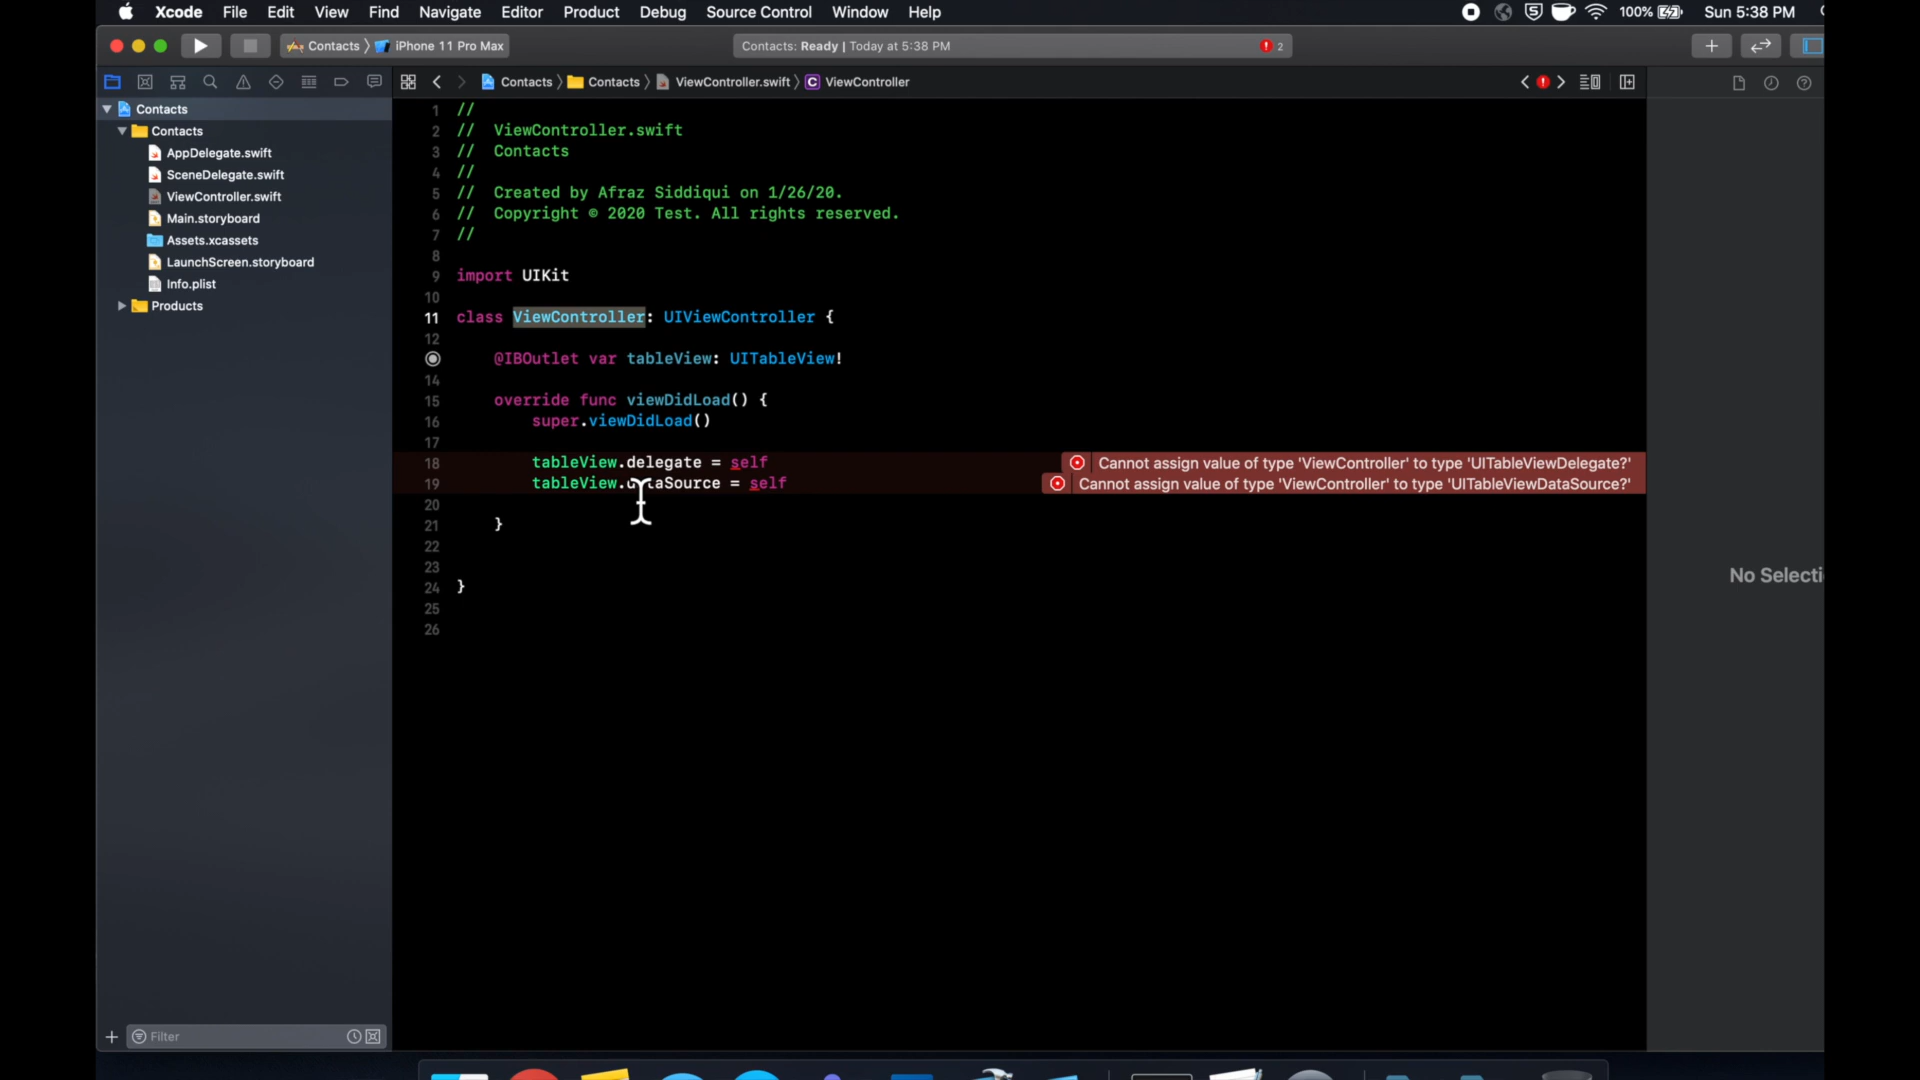 Xcode File Edit View Find Navigate Editor Product Debug Source Control Window Help 5 100% Sun 5:38 PM
Contacts 〉 iPhone 11 Pro Max
Contacts: Ready | Today at 5:38 PM
2
Contacts 〉 Contacts 〉 ViewController.swift 〉 C ViewController
Contacts
Contacts
AppDelegate.swift
SceneDelegate.swift
ViewController.swift
Main.storyboard
Assets.xcassets
LaunchScreen.storyboard
Info.plist
Products
Filter
1 //
2 // ViewController.swift
3 // Contacts
4 //
5 // Created by Afraz Siddiqui on 1/26/20.
6 // Copyright © 2020 Test. All rights reserved.
7 //
8
9 import UIKit
10
11 class ViewController: UIViewController {
12
@IBOutlet var tableView: UITableView!
14
15 override func viewDidLoad() {
16 super.viewDidLoad()
17
18 tableView.delegate = self
Cannot assign value of type 'ViewController' to type 'UITableViewDelegate?'
19 tableView.dataSource = self
Cannot assign value of type 'ViewController' to type 'UITableViewDataSource?'
20
21 }
22
23
24 }
25
26
No Selecti